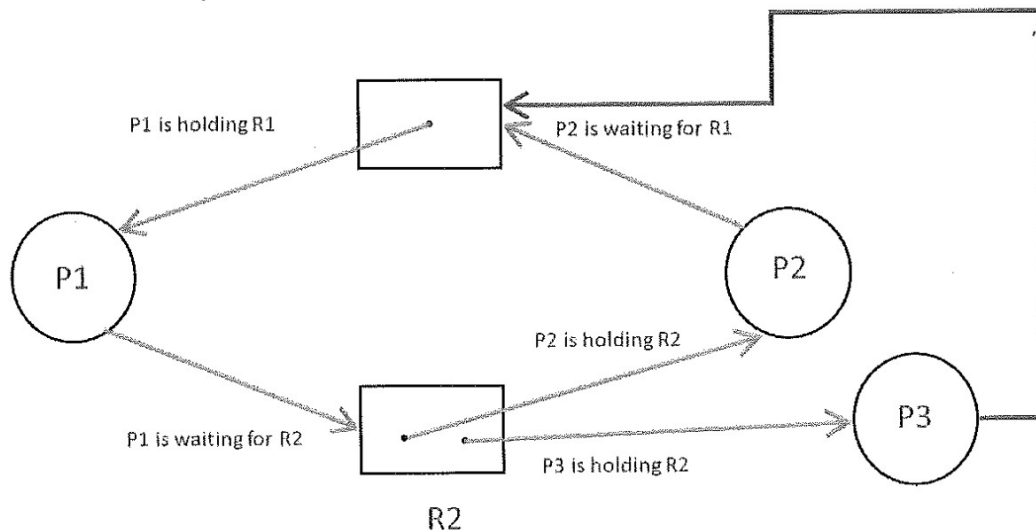 P1 is holding R1
P2 is waiting for R1
P1
P2
P2 is holding R2
P1 is waiting for R2
P3
P3 is holding R2
R2